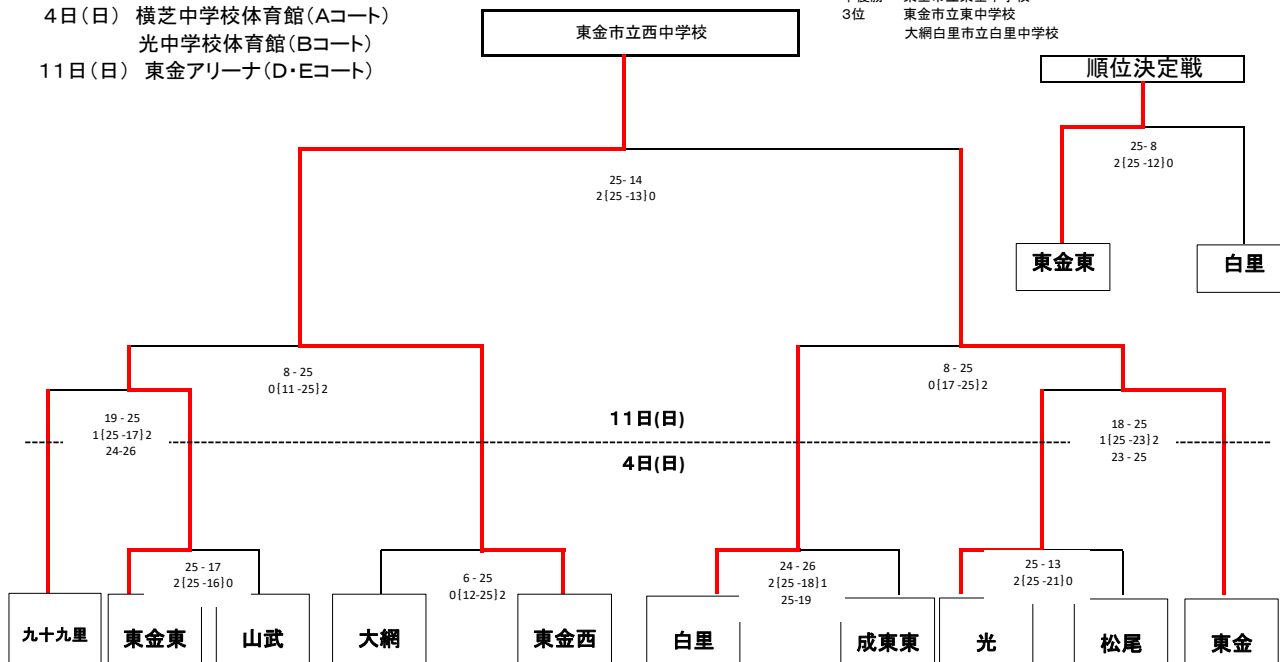 4日(日) 横芝中学校体育館(Aコート)
光中学校体育館(Bコート)
11日(日) 東金アリーナ(D・Eコート)
東金市立西中学校
3位 東金市立東中学校
大網白里市立白里中学校
順位決定戦
25- 8
2{25 -12}0
東金東
白里
25- 14
2{25 -13}0
8 - 25
0{11 -25}2
8 - 25
0{17 -25}2
19 - 25
1{25 -17}2
24-26
11日(日)
18 - 25
1{25 -23}2
23 - 25
4日(日)
25 - 17
2{25 -16}0
6 - 25
0{12-25}2
24 - 26
2{25 -18}1
25-19
25 - 13
2{25 -21}0
九十九里
東金東
山武
大網
東金西
白里
成東東
光
松尾
東金